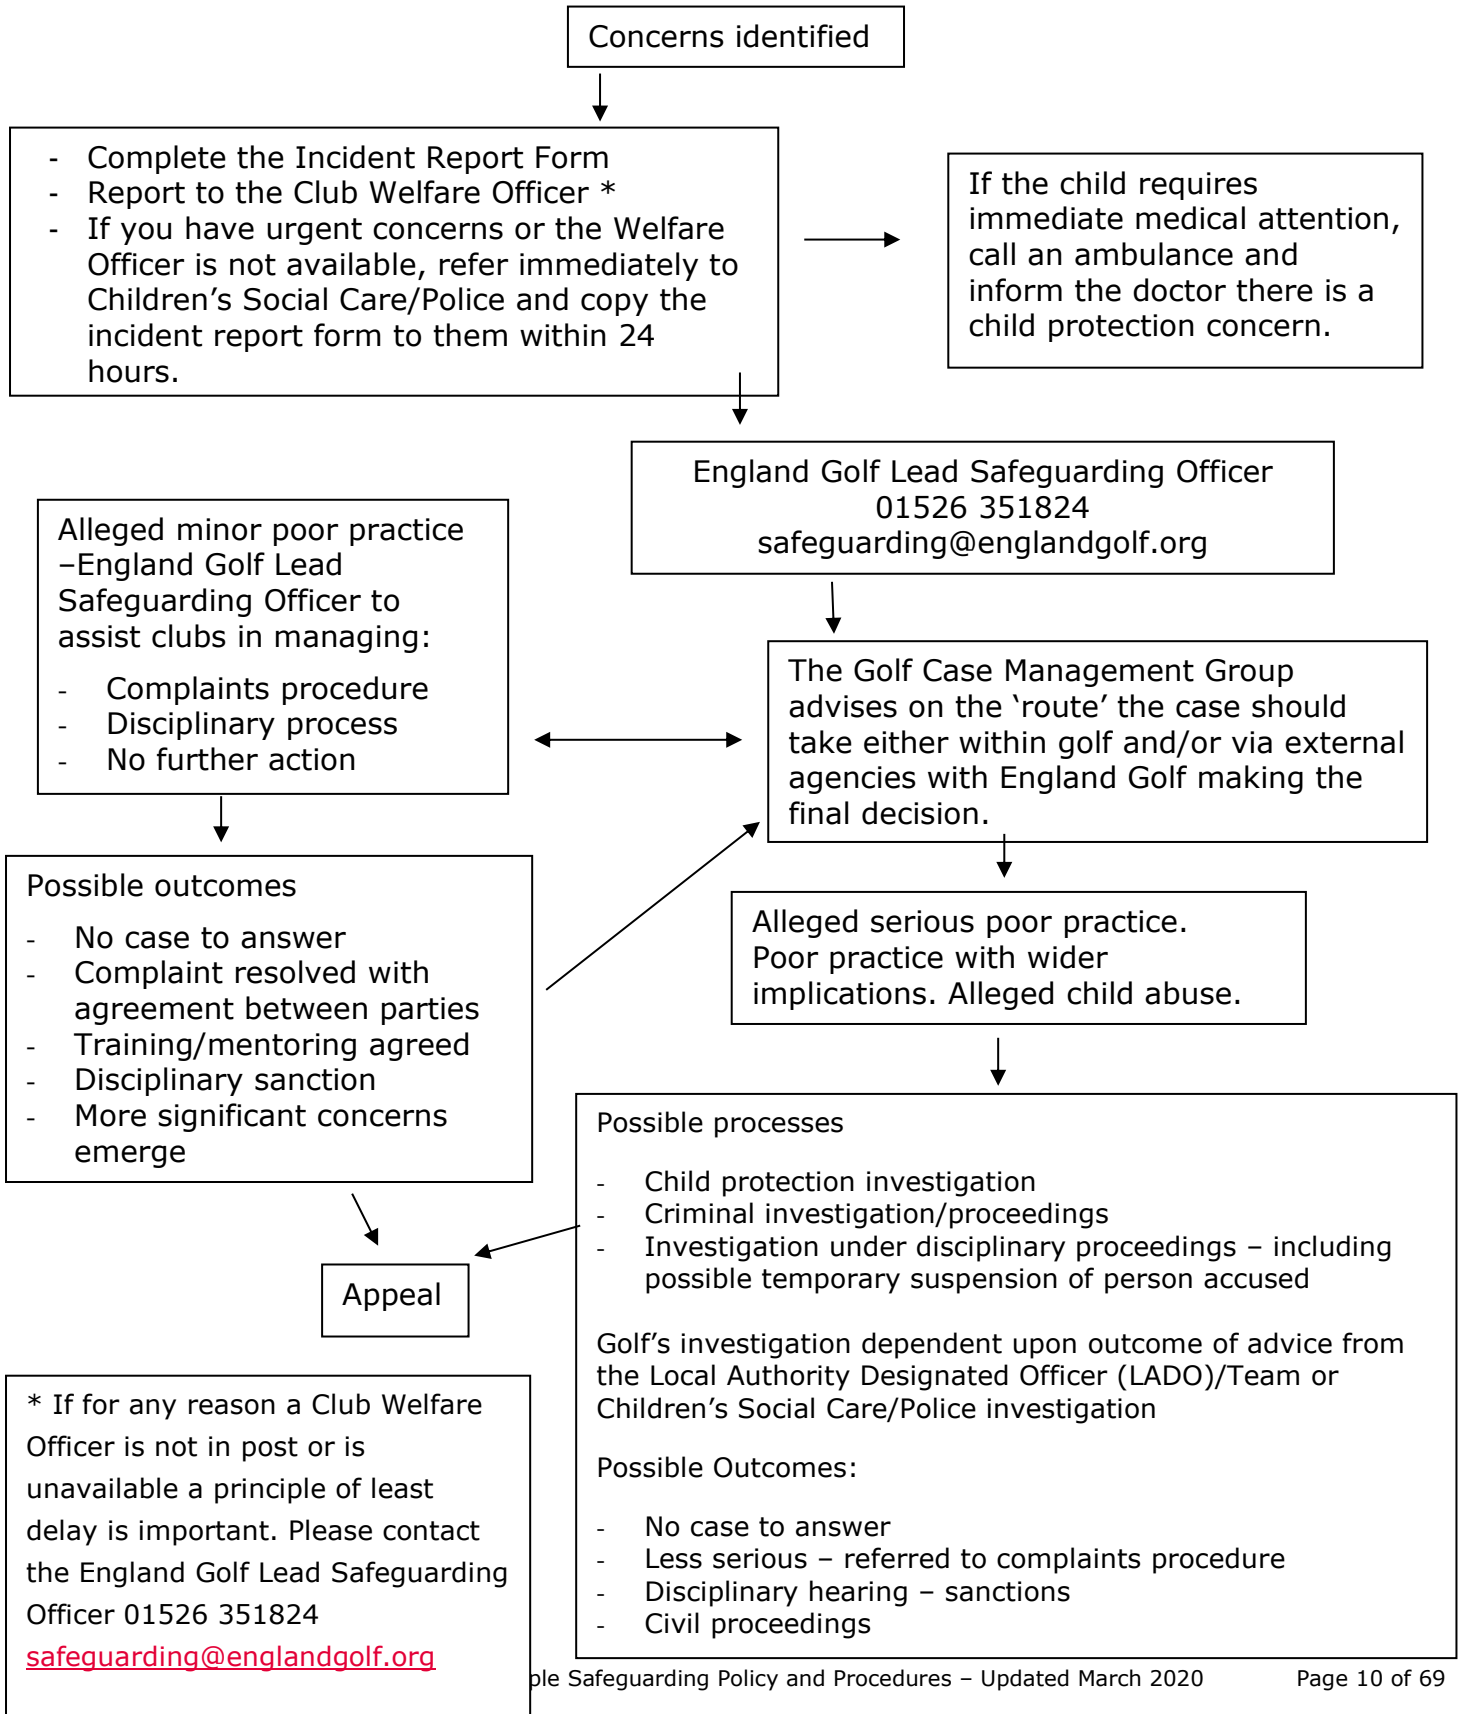 Concerns identified
- Complete the Incident Report Form
- Report to the Club Welfare Officer *
- If you have urgent concerns or the Welfare
Officer is not available, refer immediately to
Children’s Social Care/Police and copy the
incident report form to them within 24
hours.
If the child requires
immediate medical attention,
call an ambulance and
inform the doctor there is a
child protection concern.
England Golf Lead Safeguarding Officer
01526 351824
safeguarding@englandgolf.org
Alleged minor poor practice
–England Golf Lead
Safeguarding Officer to
assist clubs in managing:
- Complaints procedure
- Disciplinary process
- No further action
The Golf Case Management Group
advises on the ‘route’ the case should
take either within golf and/or via external
agencies with England Golf making the
final decision.
Possible outcomes
- No case to answer
- Complaint resolved with
agreement between parties
- Training/mentoring agreed
- Disciplinary sanction
- More significant concerns
emerge
Alleged serious poor practice.
Poor practice with wider
implications. Alleged child abuse.
Possible processes
- Child protection investigation
- Criminal investigation/proceedings
- Investigation under disciplinary proceedings – including
possible temporary suspension of person accused
Golf’s investigation dependent upon outcome of advice from
the Local Authority Designated Officer (LADO)/Team or
Children’s Social Care/Police investigation
Possible Outcomes:
- No case to answer
- Less serious – referred to complaints procedure
- Disciplinary hearing – sanctions
- Civil proceedings
Appeal
* If for any reason a Club Welfare
Officer is not in post or is
unavailable a principle of least
delay is important. Please contact
the England Golf Lead Safeguarding
Officer 01526 351824
safeguarding@englandgolf.org
ple Safeguarding Policy and Procedures – Updated March 2020 Page 10 of 69